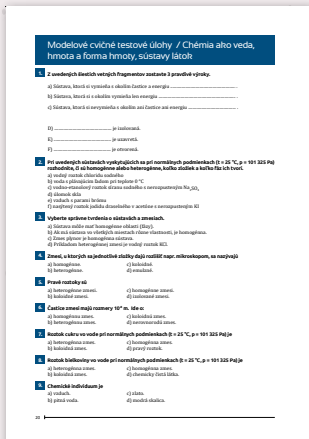 Modelové cvičné testové úlohy / Chémia ako veda,
hmota a forma hmoty, sústavy látok
1. Z uvedených šiestich vetných fragmentov zostavte 3 pravdivé výroky.
a) Sústava, ktorá si s okolím vymieňa častice a energiu .................................... .
b) Sústava, ktorá si s okolím vymieňa len energiu .................................... .
c) Sústava, ktorá si nevymieňa s okolím ani častice ani energiu .................................... .
D) .................................... je izolovaná.
E) .................................... je uzavretá.
F) .................................... je otvorená.
2. Pri uvedených sústavách vyskytujúcich sa pri normálnych podmienkach (t = 25 °C, p = 101 325 Pa)
rozhodnite, či sú homogénne alebo heterogénne, koľko zložiek a koľko fáz ich tvorí.
a) vodný roztok chloridu sodného
b) voda s plávajúcim ľadom pri teplote 0 °C
c) vodno-etanolový roztok síranu sodného s nerozpusteným Na2SO4
d) úlomok skla
e) vzduch s parami brómu
f) nasýtený roztok jodidu draselného v acetóne s nerozpusteným KI
3. Vyberte správne tvrdenia o sústavách a zmesiach.
a) Sústava môže mať homogénne oblasti (fázy).
b) Ak má sústava vo všetkých miestach rôzne vlastnosti, je homogénna.
c) Zmes plynov je homogénna sústava.
d) Príkladom heterogénnej zmesi je vodný roztok KCl.
4. Zmesi, u ktorých sa jednotlivé zložky dajú rozlíšiť napr. mikroskopom, sa nazývajú
a) homogénne. c) koloidné.
b) heterogénne. d) emulzné.
5. Pravé roztoky sú
a) heterogénne zmesi. c) homogénne zmesi.
b) koloidné zmesi. d) izolované zmesi.
6. Častice zmesi majú rozmery m. Ide o:
a) homogénnu zmes. c) koloidnú zmes.
b) heterogénnu zmes. d) nerovnorodú zmes.
7. Roztok cukru vo vode pri normálnych podmienkach (t = 25 °C, p = 101 325 Pa) je
a) heterogénna zmes. c) homogénna zmes.
b) koloidná zmes. d) pravý roztok.
8. Roztok bielkoviny vo vode pri normálnych podmienkach (t = 25 °C, p = 101 325 Pa) je
a) heterogénna zmes. c) homogénna zmes.
b) koloidná zmes. d) chemicky čistá látka.
9. Chemické indivíduum je
a) vzduch. c) zlato.
b) pitná voda. d) modrá skalica.
20